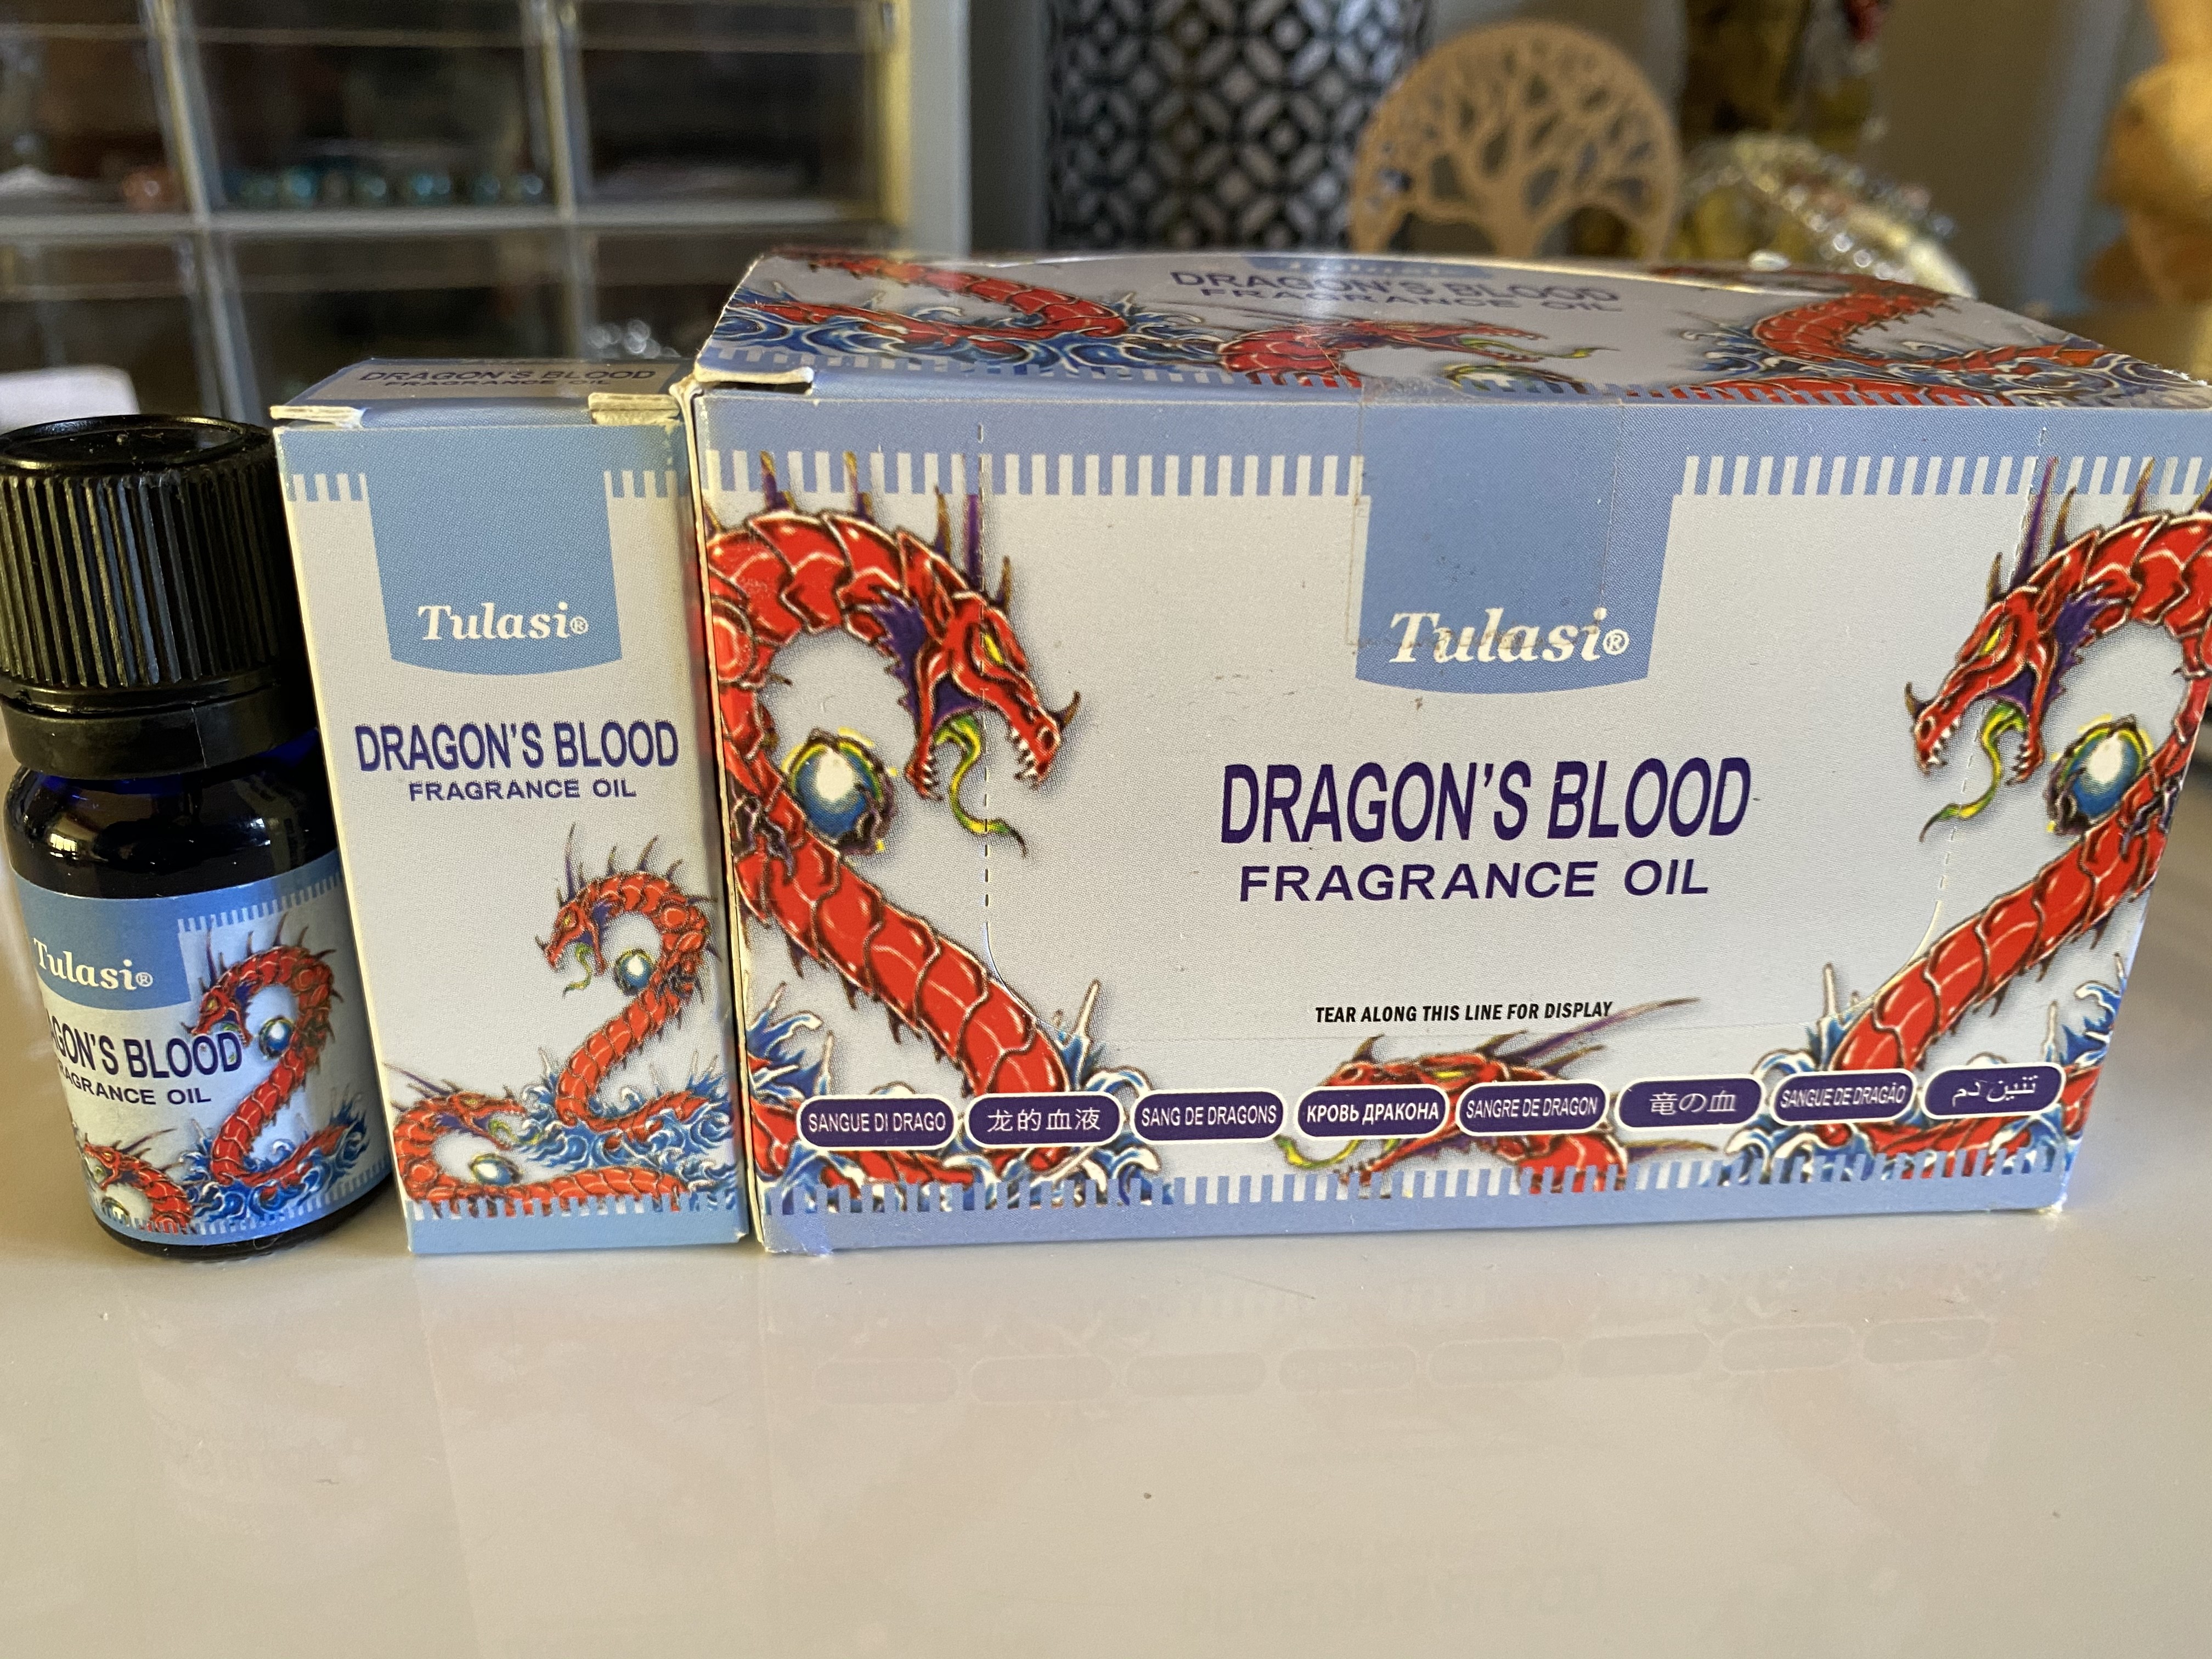 Tulasi®
DRAGON'S BLOOD
FRAGRANCE OIL
DRAGON'S BLOOD
FRAGRANCE OIL
Tulasi®
DRAGON'S BLOOD
FRAGRANCE OIL
DRAGON'S BLOOD
FRAGRANCE OIL
Tulasi®
DRAGON'S BLOOD
FRAGRANCE OIL
TEAR ALONG THIS LINE FOR DISPLAY
SANGUE DI DRAGO
龙的血液
SANG DE DRAGONS
КРОВЬ ДРАКОНА
SANGRE DE DRAGON
竜の血
SANGUE DE DRAGÃO
تنين دم